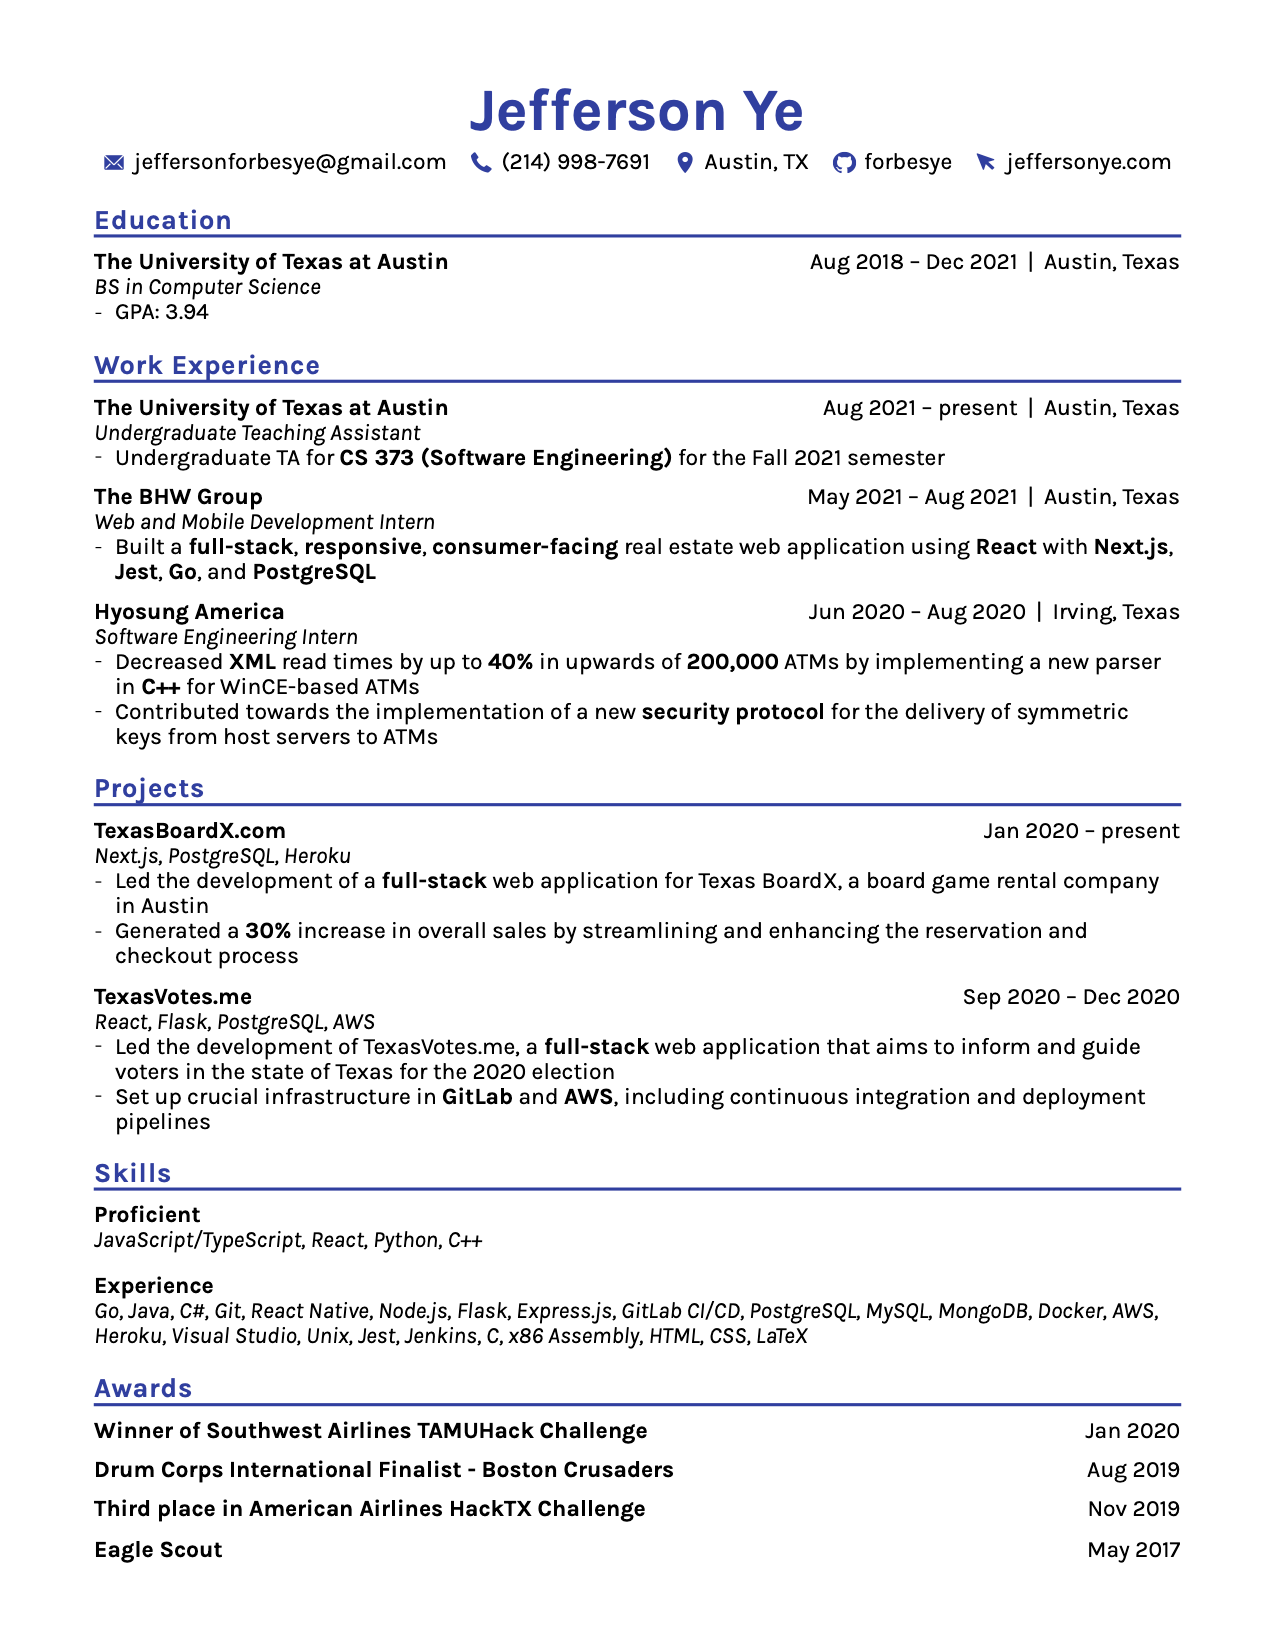 Jefferson Ye
jeffersonforbesye@gmail.com (214) 998-7691 Austin, TX forbesye jeffersonye.com
Education
The University of Texas at Austin Aug 2018 – Dec 2021 | Austin, Texas
BS in Computer Science
- GPA: 3.94
Work Experience
The University of Texas at Austin Aug 2021 – present | Austin, Texas
Undergraduate Teaching Assistant
- Undergraduate TA for CS 373 (Software Engineering) for the Fall 2021 semester
The BHW Group May 2021 – Aug 2021 | Austin, Texas
Web and Mobile Development Intern
- Built a full-stack, responsive, consumer-facing real estate web application using React with Next.js,
Jest, Go, and PostgreSQL
Hyosung America Jun 2020 – Aug 2020 | Irving, Texas
Software Engineering Intern
- Decreased XML read times by up to 40% in upwards of 200,000 ATMs by implementing a new parser
in C++ for WinCE-based ATMs
- Contributed towards the implementation of a new security protocol for the delivery of symmetric
keys from host servers to ATMs
Projects
TexasBoardX.com Jan 2020 – present
Next.js, PostgreSQL, Heroku
- Led the development of a full-stack web application for Texas BoardX, a board game rental company
in Austin
- Generated a 30% increase in overall sales by streamlining and enhancing the reservation and
checkout process
TexasVotes.me Sep 2020 – Dec 2020
React, Flask, PostgreSQL, AWS
- Led the development of TexasVotes.me, a full-stack web application that aims to inform and guide
voters in the state of Texas for the 2020 election
- Set up crucial infrastructure in GitLab and AWS, including continuous integration and deployment
pipelines
Skills
Proficient
JavaScript/TypeScript, React, Python, C++
Experience
Go, Java, C#, Git, React Native, Node.js, Flask, Express.js, GitLab CI/CD, PostgreSQL, MySQL, MongoDB, Docker, AWS,
Heroku, Visual Studio, Unix, Jest, Jenkins, C, x86 Assembly, HTML, CSS, LaTeX
Awards
Winner of Southwest Airlines TAMUHack Challenge Jan 2020
Drum Corps International Finalist - Boston Crusaders Aug 2019
Third place in American Airlines HackTX Challenge Nov 2019
Eagle Scout May 2017